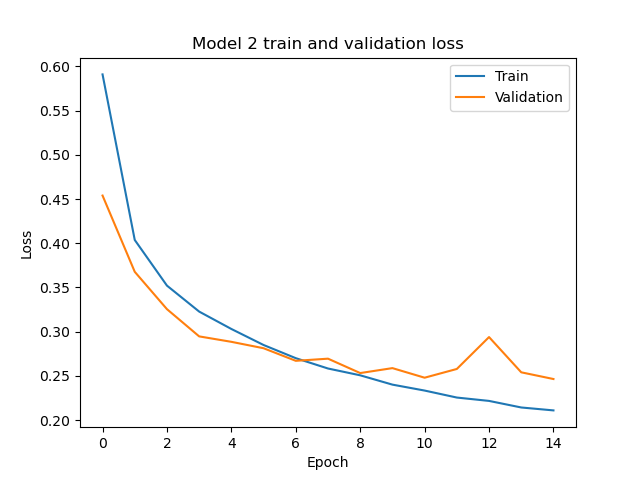 Model 2 train and validation loss
Train
Validation
0.60
0.55
0.50
0.45
0.40
0.35
0.30
0.25
0.20
Loss
0 2 4 6 8 10 12 14
Epoch